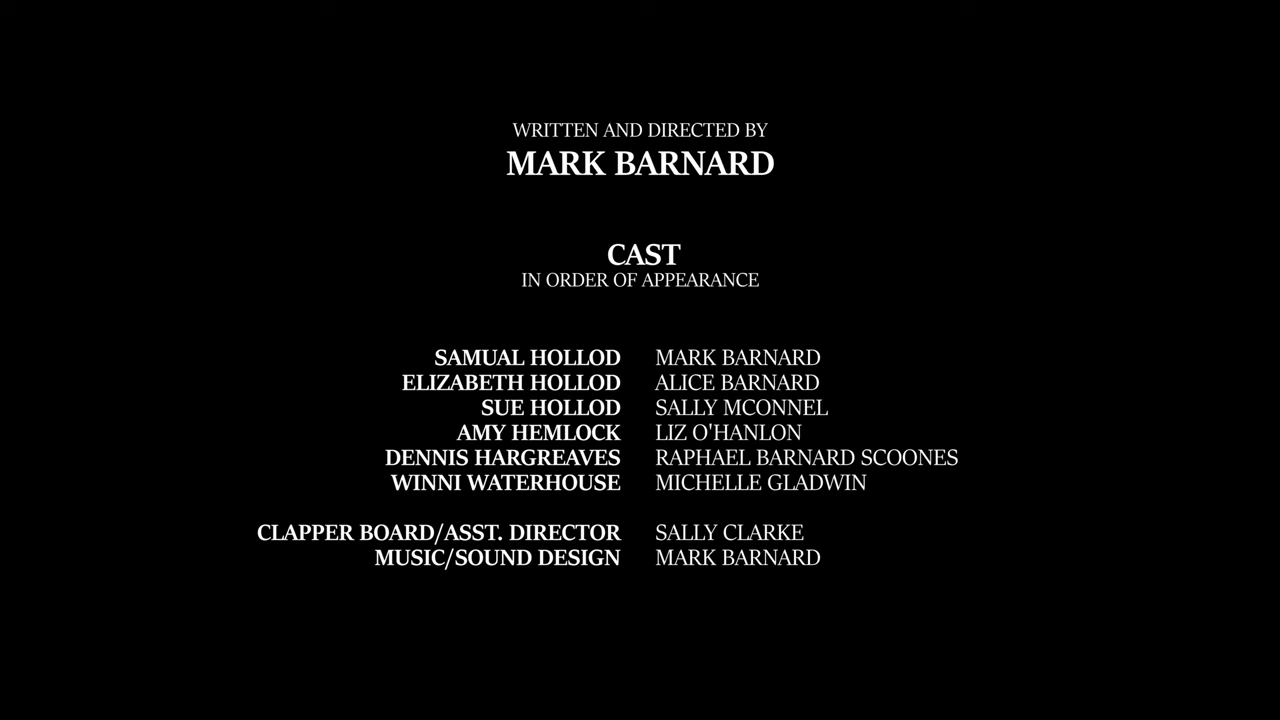 WRITTEN AND DIRECTED BY
MARK BARNARD
CAST
IN ORDER OF APPEARANCE
SAMUAL HOLLOD MARK BARNARD
ELIZABETH HOLLOD ALICE BARNARD
SUE HOLLOD SALLY MCONNEL
AMY HEMLOCK LIZ O'HANLON
DENNIS HARGREAVES RAPHAEL BARNARD SCOONES
WINNI WATERHOUSE MICHELLE GLADWIN
CLAPPER BOARD/ASST. DIRECTOR SALLY CLARKE
MUSIC/SOUND DESIGN MARK BARNARD